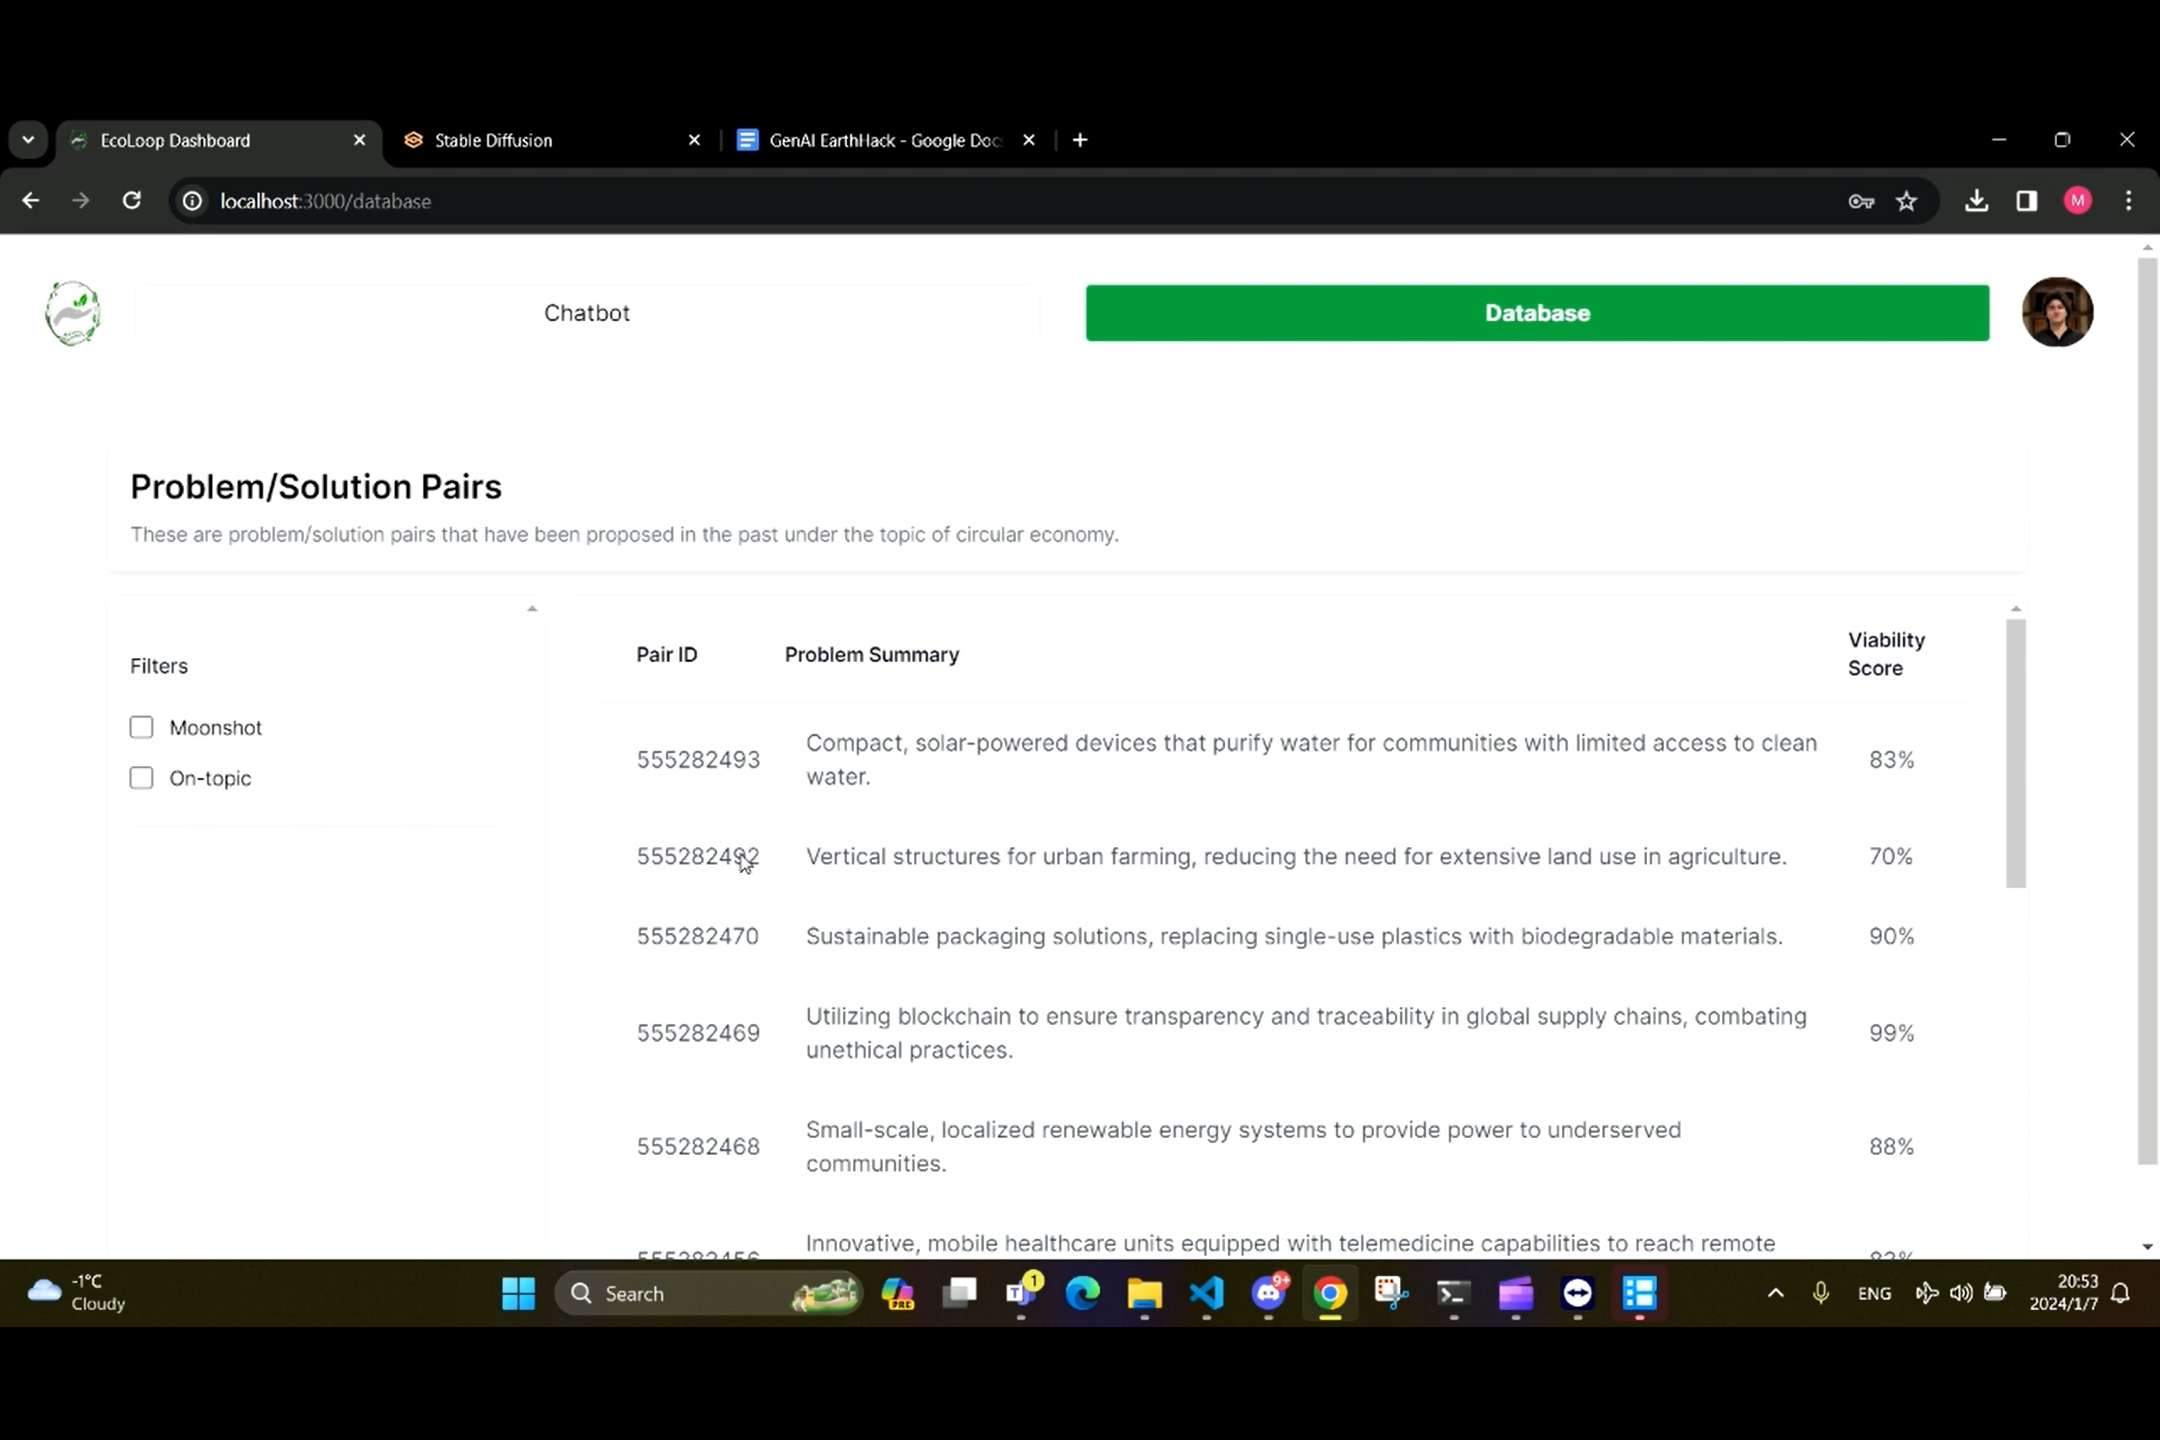 EcoLoop Dashboard
Stable Diffusion
GenAI EarthHack - Google Doc
localhost:3000/database
M
Chatbot
Database
Problem/Solution Pairs
These are problem/solution pairs that have been proposed in the past under the topic of circular economy.
Filters
Moonshot
On-topic
Pair ID
Problem Summary
Viability
Score
555282493
Compact, solar-powered devices that purify water for communities with limited access to clean
water.
83%
555282492
Vertical structures for urban farming, reducing the need for extensive land use in agriculture.
70%
555282470
Sustainable packaging solutions, replacing single-use plastics with biodegradable materials.
90%
555282469
Utilizing blockchain to ensure transparency and traceability in global supply chains, combating
unethical practices.
99%
555282468
Small-scale, localized renewable energy systems to provide power to underserved
communities.
88%
Innovative, mobile healthcare units equipped with telemedicine capabilities to reach remote
-1°C
Cloudy
Search
PRE
1
9+
ENG
20:53
2024/1/7